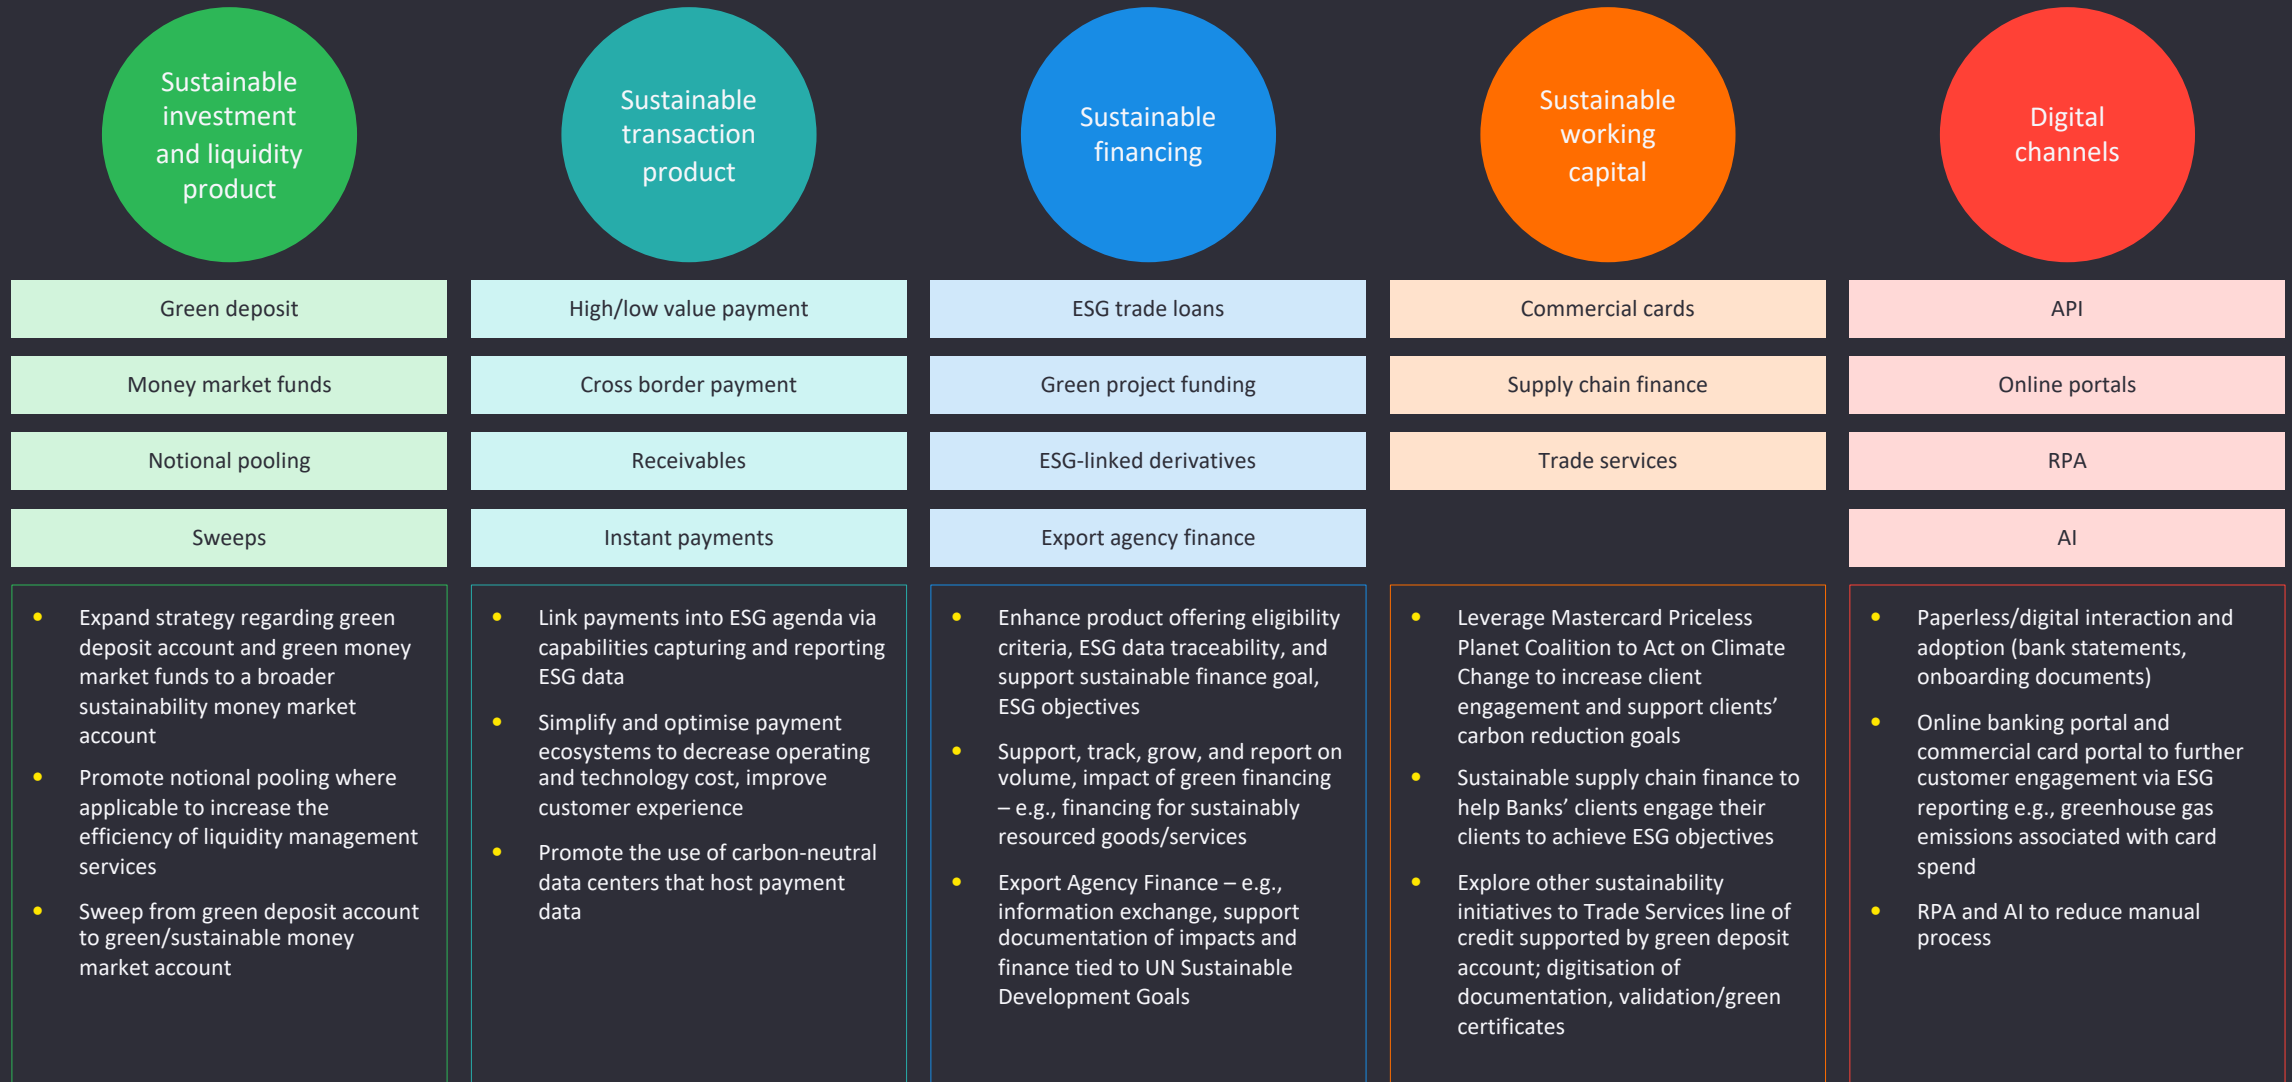 Sustainable
investment
and liquidity
product
Sustainable
transaction
product
Sustainable
financing
Sustainable
working
capital
Digital
channels
Green deposit
High/low value payment
ESG trade loans
Commercial cards
API
Money market funds
Cross border payment
Green project funding
Supply chain finance
Online portals
Notional pooling
Receivables
ESG-linked derivatives
Trade services
RPA
Sweeps
Instant payments
Export agency finance
AI
• Expand strategy regarding green
deposit account and green money
market funds to a broader
sustainability money market
account
• Promote notional pooling where
applicable to increase the
efficiency of liquidity management
services
• Sweep from green deposit account
to green/sustainable money
market account
• Link payments into ESG agenda via
capabilities capturing and reporting
ESG data
• Simplify and optimise payment
ecosystems to decrease operating
and technology cost, improve
customer experience
• Promote the use of carbon-neutral
data centers that host payment
data
• Enhance product offering eligibility
criteria, ESG data traceability, and
support sustainable finance goal,
ESG objectives
• Support, track, grow, and report on
volume, impact of green financing
– e.g., financing for sustainably
resourced goods/services
• Export Agency Finance – e.g.,
information exchange, support
documentation of impacts and
finance tied to UN Sustainable
Development Goals
• Leverage Mastercard Priceless
Planet Coalition to Act on Climate
Change to increase client
engagement and support clients’
carbon reduction goals
• Sustainable supply chain finance to
help Banks’ clients engage their
clients to achieve ESG objectives
• Explore other sustainability
initiatives to Trade Services line of
credit supported by green deposit
account; digitisation of
documentation, validation/green
certificates
• Paperless/digital interaction and
adoption (bank statements,
onboarding documents)
• Online banking portal and
commercial card portal to further
customer engagement via ESG
reporting e.g., greenhouse gas
emissions associated with card
spend
• RPA and AI to reduce manual
process